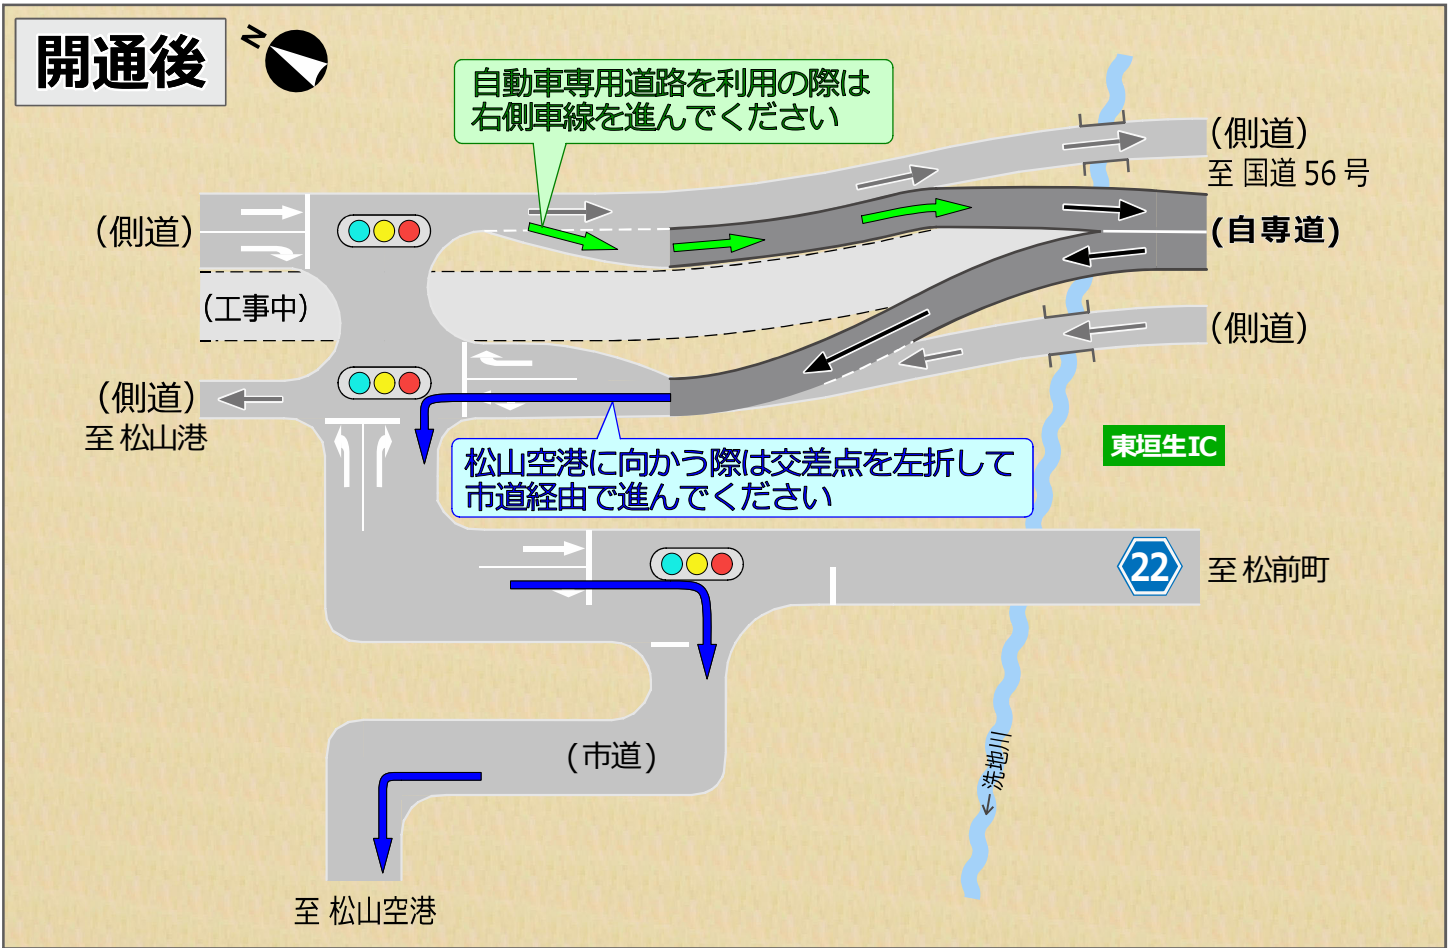 開通後
N
自動車専用道路を利用の際は
右側車線を進んでください
(側道)
至 国道 56 号
(側道)
(自専道)
(工事中)
(側道)
(側道)
至 松山港
東垣生IC
松山空港に向かう際は交差点を左折して
市道経由で進んでください
22
至 松前町
(市道)
←洗地川
至 松山空港